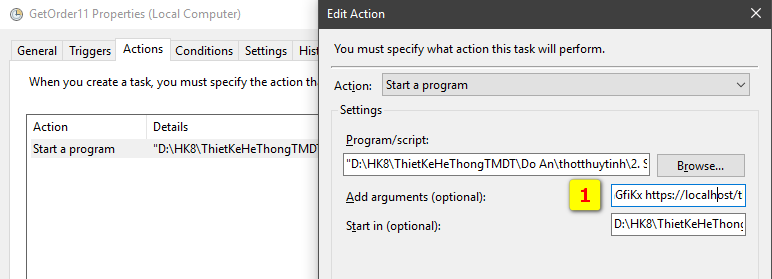 GetOrder11 Properties (Local Computer)
General Triggers Actions Conditions Settings Hist
When you create a task, you must specify the action tha
Action Details
Start a program "D:\HK8\ThietKeHeThongTMDT
Edit Action
You must specify what action this task will perform.
Action: Start a program
Settings
Program/script:
"D:\HK8\ThietKeHeThongTMDT\Do An\thotthuytinh\2. S Browse...
1
Add arguments (optional): GfiKx https://localhost/t
Start in (optional): D:\HK8\ThietKeHeThong